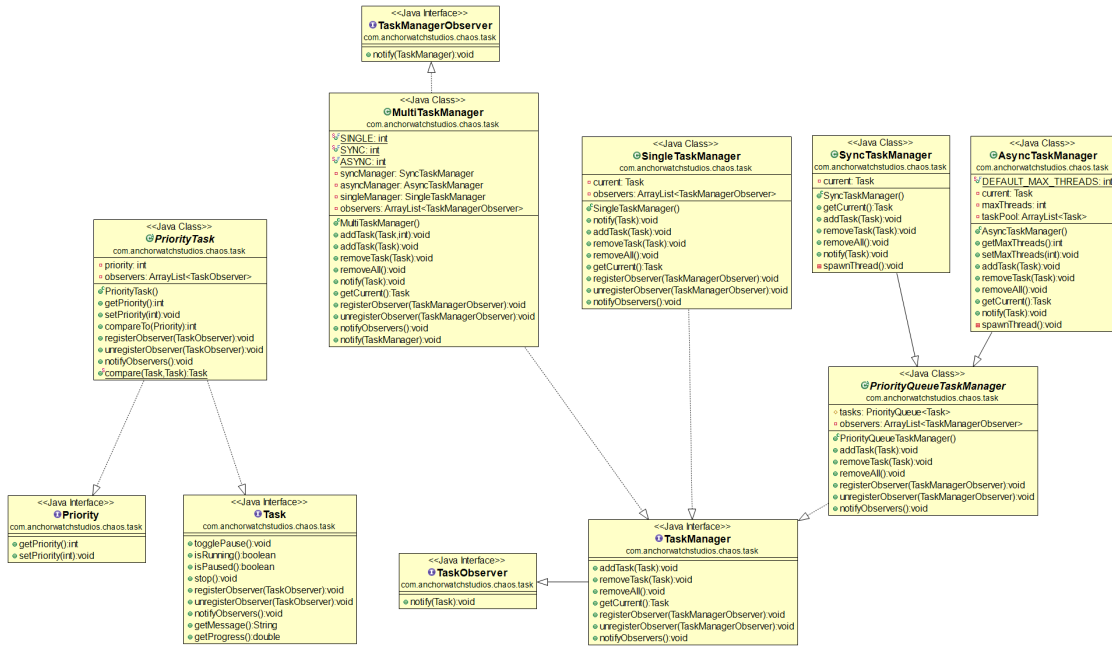 <<Java Interface>>
TaskManagerObserver
com.anchorwatchstudios.chaos.task
notify(TaskManager):void
<<Java Class>>
MultiTaskManager
com.anchorwatchstudios.chaos.task
SINGLE: int
SYNC: int
ASYNC: int
syncManager: SyncTaskManager
asyncManager: AsyncTaskManager
singleManager: SingleTaskManager
observers: ArrayList<TaskManagerObserver>
MultiTaskManager()
addTask(Task,int):void
addTask(Task):void
removeTask(Task):void
removeAll():void
notify(Task):void
getCurrent():Task
registerObserver(TaskManagerObserver):void
unregisterObserver(TaskManagerObserver):void
notifyObservers():void
notify(TaskManager):void
<<Java Class>>
SingleTaskManager
com.anchorwatchstudios.chaos.task
current: Task
observers: ArrayList<TaskManagerObserver>
SingleTaskManager()
notify(Task):void
addTask(Task):void
removeTask(Task):void
removeAll():void
getCurrent():Task
registerObserver(TaskManagerObserver):void
unregisterObserver(TaskManagerObserver):void
notifyObservers():void
<<Java Class>>
SyncTaskManager
com.anchorwatchstudios.chaos.task
current: Task
SyncTaskManager()
getCurrent():Task
addTask(Task):void
removeTask(Task):void
removeAll():void
notify(Task):void
spawnThread():void
<<Java Class>>
AsyncTaskManager
com.anchorwatchstudios.chaos.task
DEFAULT_MAX_THREADS: int
current: Task
maxThreads: int
taskPool: ArrayList<Task>
AsyncTaskManager()
getMaxThreads():int
setMaxThreads(int):void
addTask(Task):void
removeTask(Task):void
removeAll():void
getCurrent():Task
notify(Task):void
spawnThread():void
<<Java Class>>
PriorityTask
com.anchorwatchstudios.chaos.task
priority: int
observers: ArrayList<TaskObserver>
PriorityTask()
getPriority():int
setPriority(int):void
compareTo(Priority):int
registerObserver(TaskObserver):void
unregisterObserver(TaskObserver):void
notifyObservers():void
compare(Task,Task):Task
<<Java Class>>
PriorityQueueTaskManager
com.anchorwatchstudios.chaos.task
tasks: PriorityQueue<Task>
observers: ArrayList<TaskManagerObserver>
PriorityQueueTaskManager()
addTask(Task):void
removeTask(Task):void
removeAll():void
registerObserver(TaskManagerObserver):void
unregisterObserver(TaskManagerObserver):void
notifyObservers():void
<<Java Interface>>
Priority
com.anchorwatchstudios.chaos.task
getPriority():int
setPriority(int):void
<<Java Interface>>
Task
com.anchorwatchstudios.chaos.task
togglePause():void
isRunning():boolean
isPaused():boolean
stop():void
registerObserver(TaskObserver):void
unregisterObserver(TaskObserver):void
notifyObservers():void
getMessage():String
getProgress():double
<<Java Interface>>
TaskObserver
com.anchorwatchstudios.chaos.task
notify(Task):void
<<Java Interface>>
TaskManager
com.anchorwatchstudios.chaos.task
addTask(Task):void
removeTask(Task):void
removeAll():void
getCurrent():Task
registerObserver(TaskManagerObserver):void
unregisterObserver(TaskManagerObserver):void
notifyObservers():void